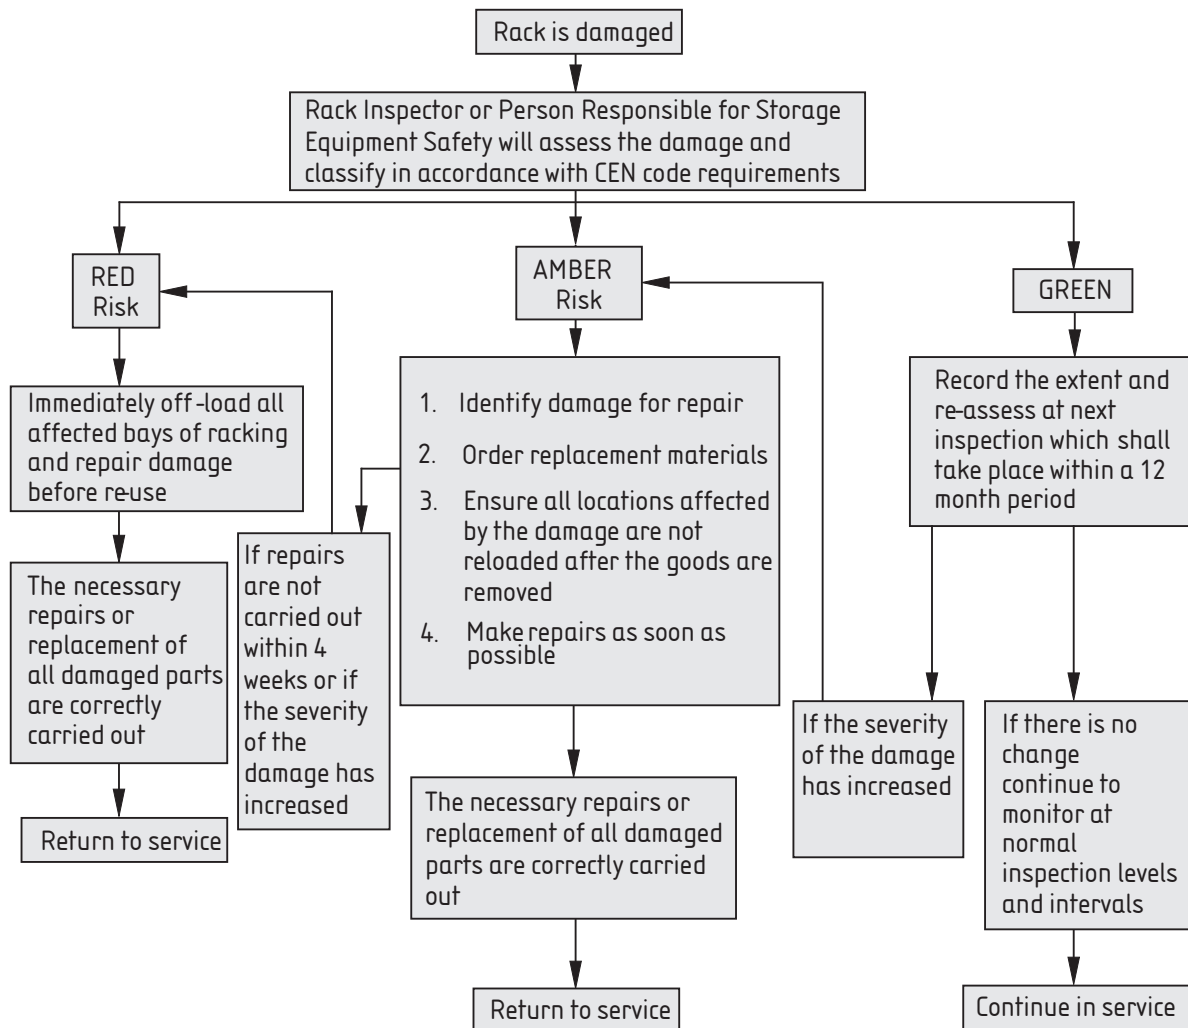 Rack is damaged
Rack Inspector or Person Responsible for Storage
Equipment Safety will assess the damage and
classify in accordance with CEN code requirements
RED
Risk
AMBER
Risk
GREEN
Immediately off-load all
affected bays of racking
and repair damage
before re-use
1. Identify damage for repair
2. Order replacement materials
3. Ensure all locations affected
by the damage are not
reloaded after the goods are
removed
4. Make repairs as soon as
possible
Record the extent and
re-assess at next
inspection which shall
take place within a 12
month period
The necessary
repairs or
replacement of
all damaged parts
are correctly
carried out
If repairs
are not
carried out
within 4
weeks or if
the severity
of the
damage has
increased
If the severity
of the damage
has increased
If there is no
change
continue to
monitor at
normal
inspection levels
and intervals
Return to service
The necessary repairs or
replacement of all damaged
parts are correctly carried
out
Return to service
Continue in service